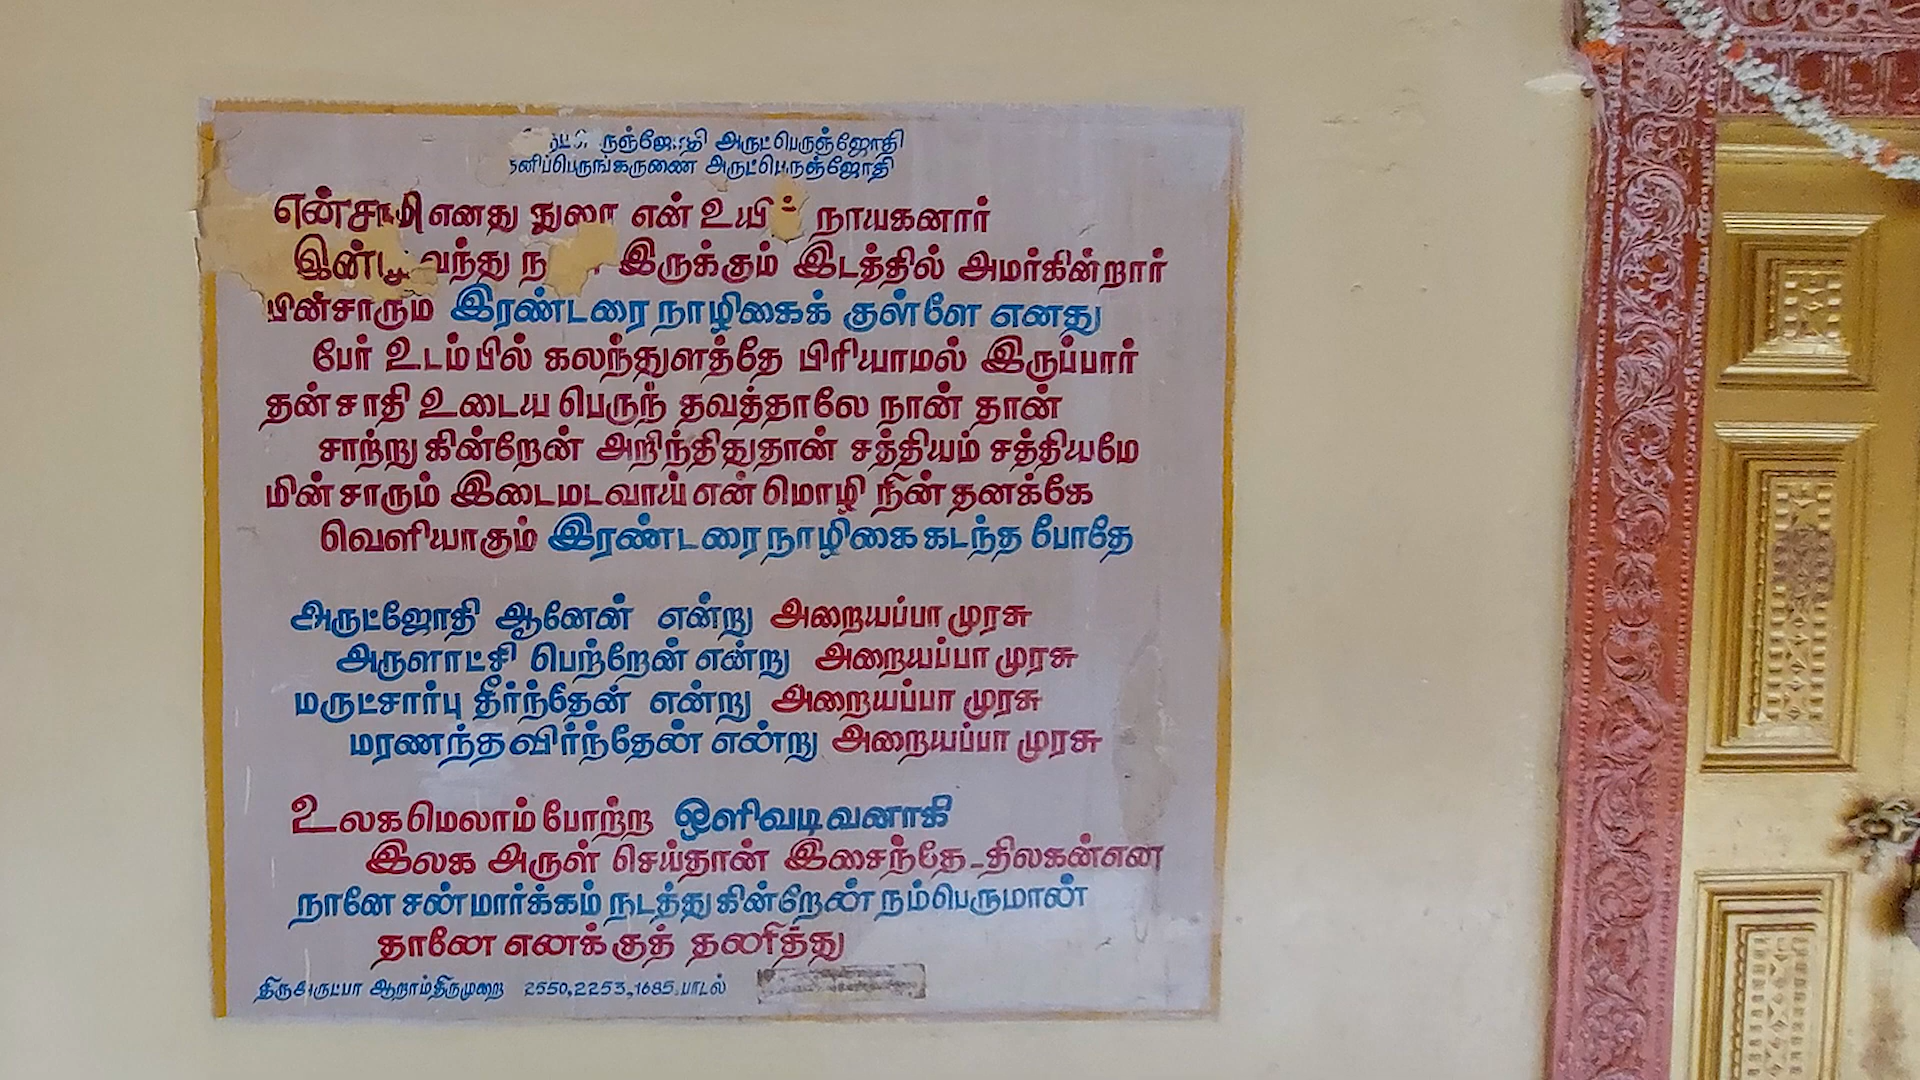 அருட்பெருஞ்ஜோதி
தனிப்பெருங்கருணை அருட்பெருஞ்ஜோதி
என்சாமி எனது துரை என் உயிர் நாயகனார்
வந்து இருக்கும் இடத்தில் அமர்கின்றார்
பின்சாரும் இரண்டரை நாழிகைக் குள்ளே எனது
பேர் உடம்பில் கலந்துளத்தே பிரியாமல் இருப்பார்
தன் சாதி உடைய பெருந் தவத்தாலே நான் தான்
சாற்று கின்றேன் அறிந்திதுதான் சத்தியம் சத்தியமே
மின் சாரும் இடைமடவாய் என் மொழி நின் தனக்கே
வெளியாகும் இரண்டரை நாழிகை கடந்த போதே
அருட்ஜோதி ஆனேன் என்று அறையப்பா முரசு
அருளாட்சி பெற்றேன் என்று அறையப்பா முரசு
மருட்சார்பு தீர்ந்தேன் என்று அறையப்பா முரசு
மரணந்தவிர்ந்தேன் என்று அறையப்பா முரசு
உலகமெலாம் போற்ற ஒளிவடிவனாகி
இலக அருள் செய்தான் இசைந்தே-திலகன்என
நானே சன்மார்க்கம் நடத்து கின்றேன் நம்பெருமான்
தானே எனக்குத் தனித்து
திருஅருட்பா ஆறாம்திருமுறை 2550,2253,1685.பாடல்